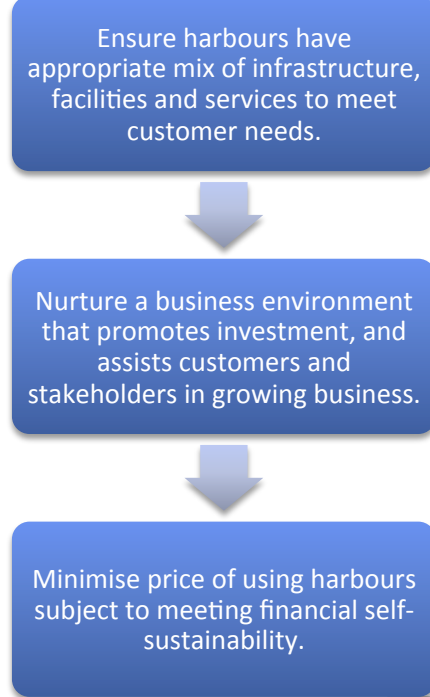 Ensure harbours have
appropriate mix of infrastructure,
facilities and services to meet
customer needs.
Nurture a business environment
that promotes investment, and
assists customers and
stakeholders in growing business.
Minimise price of using harbours
subject to meeting financial self-
sustainability.